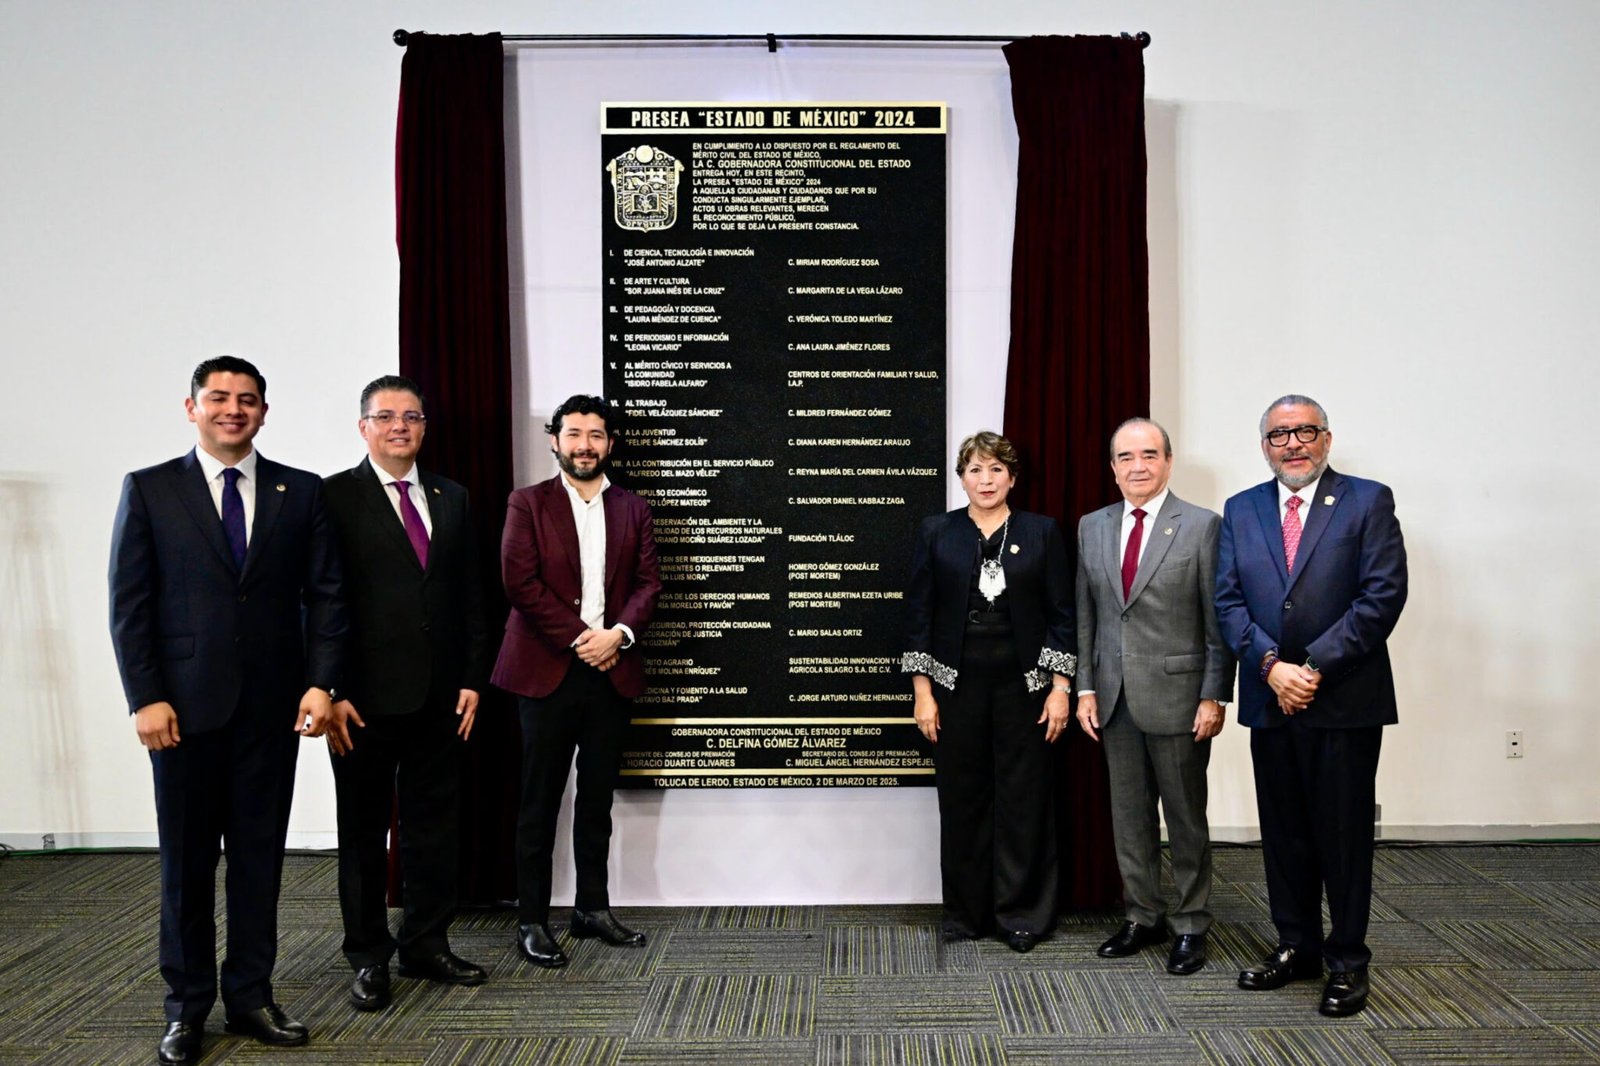 PRESEA "ESTADO DE MÉXICO" 2024
EN CUMPLIMIENTO A LO DISPUESTO POR EL REGLAMENTO DEL
MÉRITO CIVIL DEL ESTADO DE MÉXICO,
LA C. GOBERNADORA CONSTITUCIONAL DEL ESTADO
ENTREGA HOY, EN ESTE RECINTO,
LA PRESEA "ESTADO DE MÉXICO" 2024
A AQUELLAS CIUDADANAS Y CIUDADANOS QUE POR SU
CONDUCTA SINGULARMENTE EJEMPLAR,
ACTOS U OBRAS RELEVANTES, MERECEN
EL RECONOCIMIENTO PÚBLICO,
POR LO QUE SE DEJA LA PRESENTE CONSTANCIA.
CULTURA LIBERTAD
TRABAJO
I. DE CIENCIA, TECNOLOGÍA E INNOVACIÓN
"JOSÉ ANTONIO ALZATE" C. MIRIAM RODRÍGUEZ SOSA
II. DE ARTE Y CULTURA
"SOR JUANA INÉS DE LA CRUZ" C. MARGARITA DE LA VEGA LÁZARO
III. DE PEDAGOGÍA Y DOCENCIA
"LAURA MÉNDEZ DE CUENCA" C. VERÓNICA TOLEDO MARTÍNEZ
IV. DE PERIODISMO E INFORMACIÓN
"LEONA VICARIO" C. ANA LAURA JIMÉNEZ FLORES
V. AL MÉRITO CÍVICO Y SERVICIOS A
LA COMUNIDAD CENTROS DE ORIENTACIÓN FAMILIAR Y SALUD,
"ISIDRO FABELA ALFARO" I.A.P.
VI. AL TRABAJO
"FIDEL VELÁZQUEZ SÁNCHEZ" C. MILDRED FERNÁNDEZ GÓMEZ
A LA JUVENTUD
"FELIPE SÁNCHEZ SOLÍS" C. DIANA KAREN HERNÁNDEZ ARAUJO
VIII. A LA CONTRIBUCIÓN EN EL SERVICIO PÚBLICO
"ALFREDO DEL MAZO VÉLEZ" C. REYNA MARÍA DEL CARMEN ÁVILA VÁZQUEZ
IMPULSO ECONÓMICO
LÓPEZ MATEOS" C. SALVADOR DANIEL KABBAZ ZAGA
DEL AMBIENTE Y LA
DE LOS RECURSOS NATURALES
MOCIÑO SUÁREZ LOZADA" FUNDACIÓN TLÁLOC
SIN SER MEXIQUENSES TENGAN
O RELEVANTES HOMERO GÓMEZ GONZÁLEZ
LUIS MORA" (POST MORTEM)
DE LOS DERECHOS HUMANOS REMEDIOS ALBERTINA EZETA URIBE
MORELOS Y PAVÓN" (POST MORTEM)
SEGURIDAD, PROTECCIÓN CIUDADANA
DE JUSTICIA C. MARIO SALAS ORTIZ
GUZMÁN"
AGRARIO SUSTENTABILIDAD INNOVACION Y
MOLINA ENRÍQUEZ" AGRICOLA SILAGRO S.A. DE C.V.
Y FOMENTO A LA SALUD
BAZ PRADA" C. JORGE ARTURO NUÑEZ HERNANDEZ
GOBERNADORA CONSTITUCIONAL DEL ESTADO DE MÉXICO
C. DELFINA GÓMEZ ÁLVAREZ
DEL CONSEJO DE PREMIACIÓN SECRETARIO DEL CONSEJO DE PREMIACIÓN
HORACIO DUARTE OLIVARES C. MIGUEL ÁNGEL HERNÁNDEZ ESPEJEL
TOLUCA DE LERDO, ESTADO DE MÉXICO, 2 DE MARZO DE 2025.